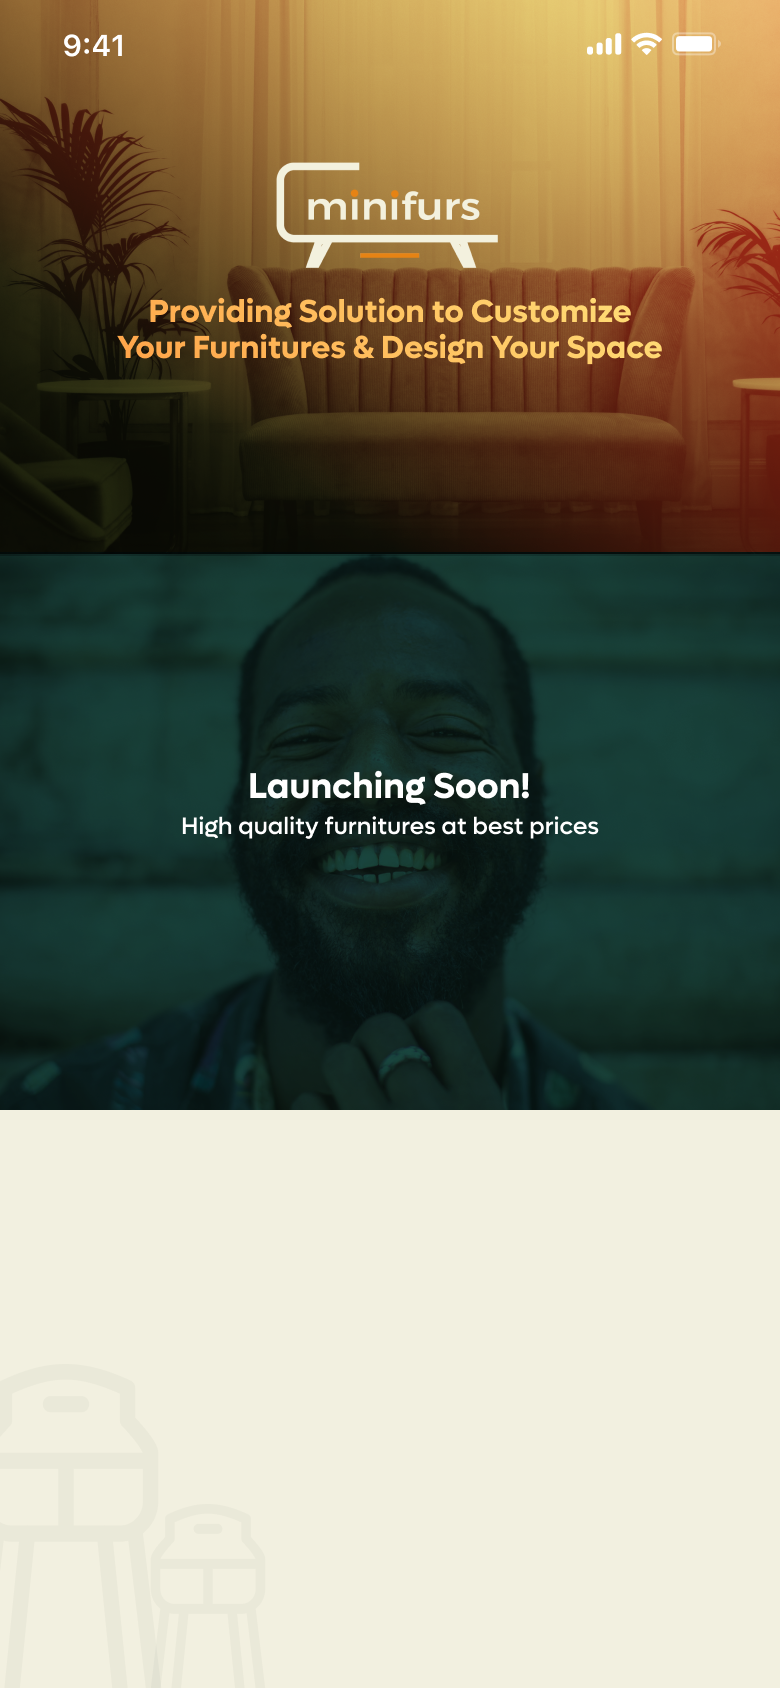 9:41
minifurs
Providing Solution to Customize
Your Furnitures & Design Your Space
Launching Soon!
High quality furnitures at best prices